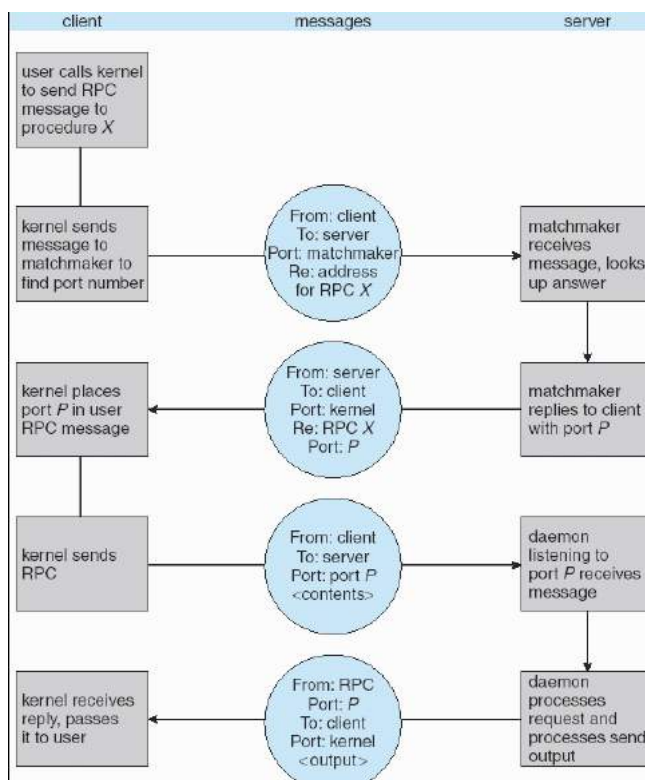 client
messages
server
user calls kernel
to send RPC
message to
procedure X
kernel sends
message to
matchmaker to
find port number
From: client
To: server
Port: matchmaker
Re: address
for RPC X
matchmaker
receives
message, looks
up answer
kernel places
port P in user
RPC message
From: server
To: client
Port: kernel
Re: RPC X
Port: P
matchmaker
replies to client
with port P
kernel sends
RPC
From: client
To: server
Port: port P
<contents>
daemon
listening to
port P receives
message
kernel receives
reply, passes
it to user
From: RPC
Port: P
To: client
Port: kernel
<output>
daemon
processes
request and
processes send
output